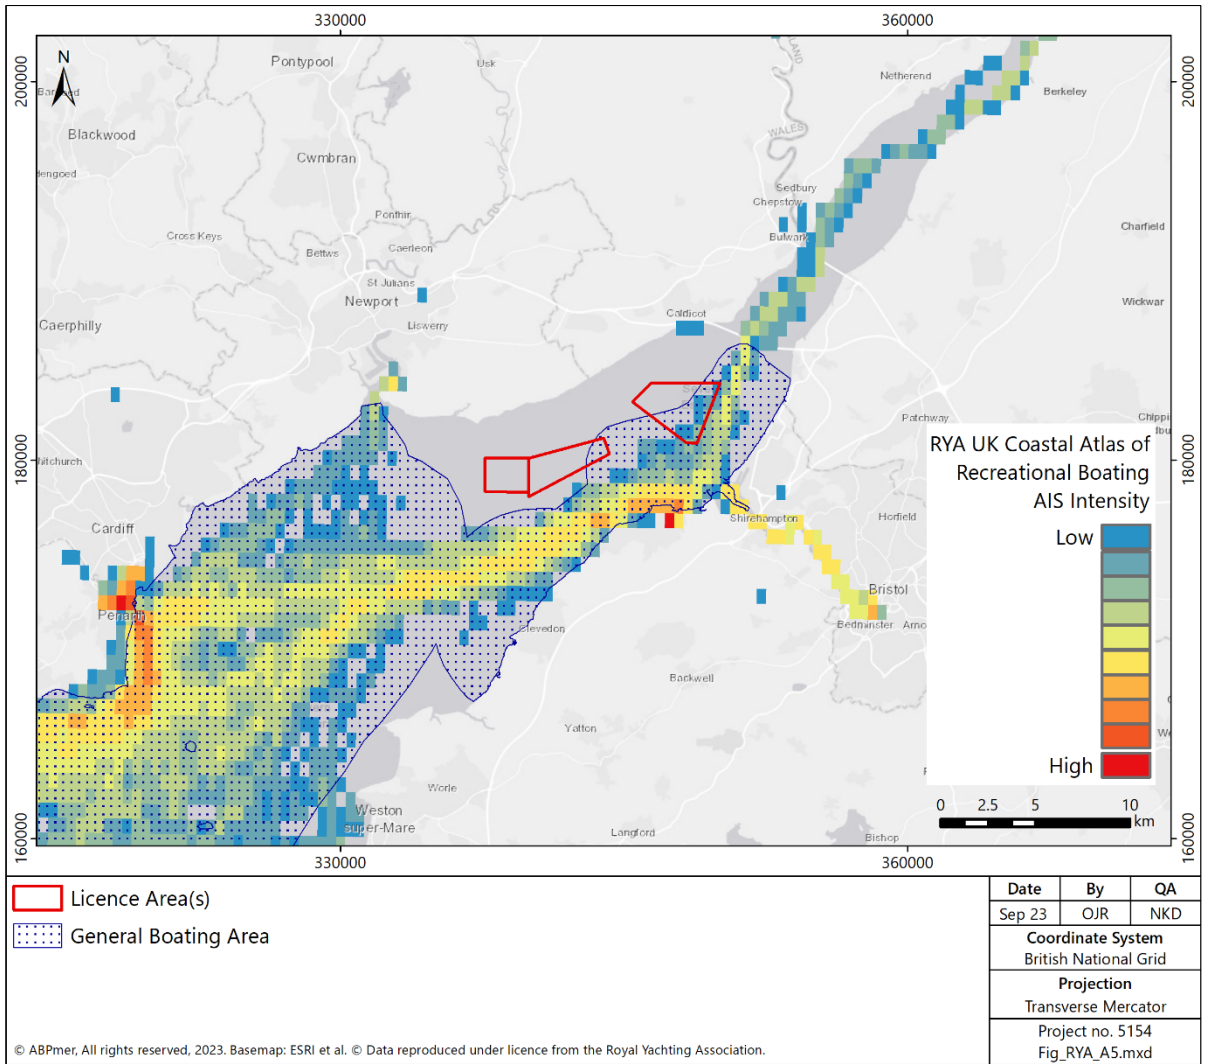 330000
360000
N
Pontypool
Usk
LAND
Netherend
200000
200000
Berkeley
Blackwood
WALES
Cwmbran
Sedbury
Chepstow
Ponthir
Bulwark
Charfield
Cross Keys
Caerleon
Bettws
St Julians
Newport
Wickwar
Caldicot
Caerphilly
Liswerry
Patchway
180000
180000
RYA UK Coastal Atlas of
Recreational Boating
AIS Intensity
Low
High
Cardiff
Shirehampton
Horfield
Bristol
Penarth
Clevedon
Bedminster
Backwell
Yatton
Worle
Weston
super-Mare
Langford
Bishop
0 2.5 5 10
km
160000
160000
330000
360000
Licence Area(s)
General Boating Area
Date By QA
Sep 23 OJR NKD
Coordinate System
British National Grid
Projection
Transverse Mercator
Project no. 5154
Fig_RYA_A5.mxd
© ABPmer, All rights reserved, 2023. Basemap: ESRI et al. © Data reproduced under licence from the Royal Yachting Association.